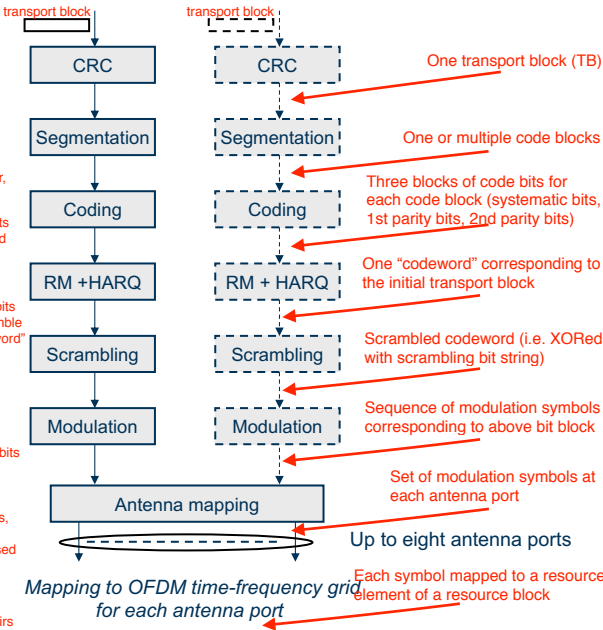 transport block
transport block
CRC
CRC
One transport block (TB)
Segmentation
Segmentation
One or multiple code blocks
Three blocks of code bits for
each code block (systematic bits,
1st parity bits, 2nd parity bits)
Coding
Coding
RM +HARQ
RM + HARQ
One “codeword” corresponding to
the initial transport block
bits
Scrambling
Scrambling
Scrambled codeword (i.e. XORed
with scrambling bit string)
Modulation
Modulation
Sequence of modulation symbols
corresponding to above bit block
bits
Antenna mapping
Set of modulation symbols at
each antenna port
Up to eight antenna ports
Mapping to OFDM time-frequency grid
for each antenna port
Each symbol mapped to a resource
element of a resource block